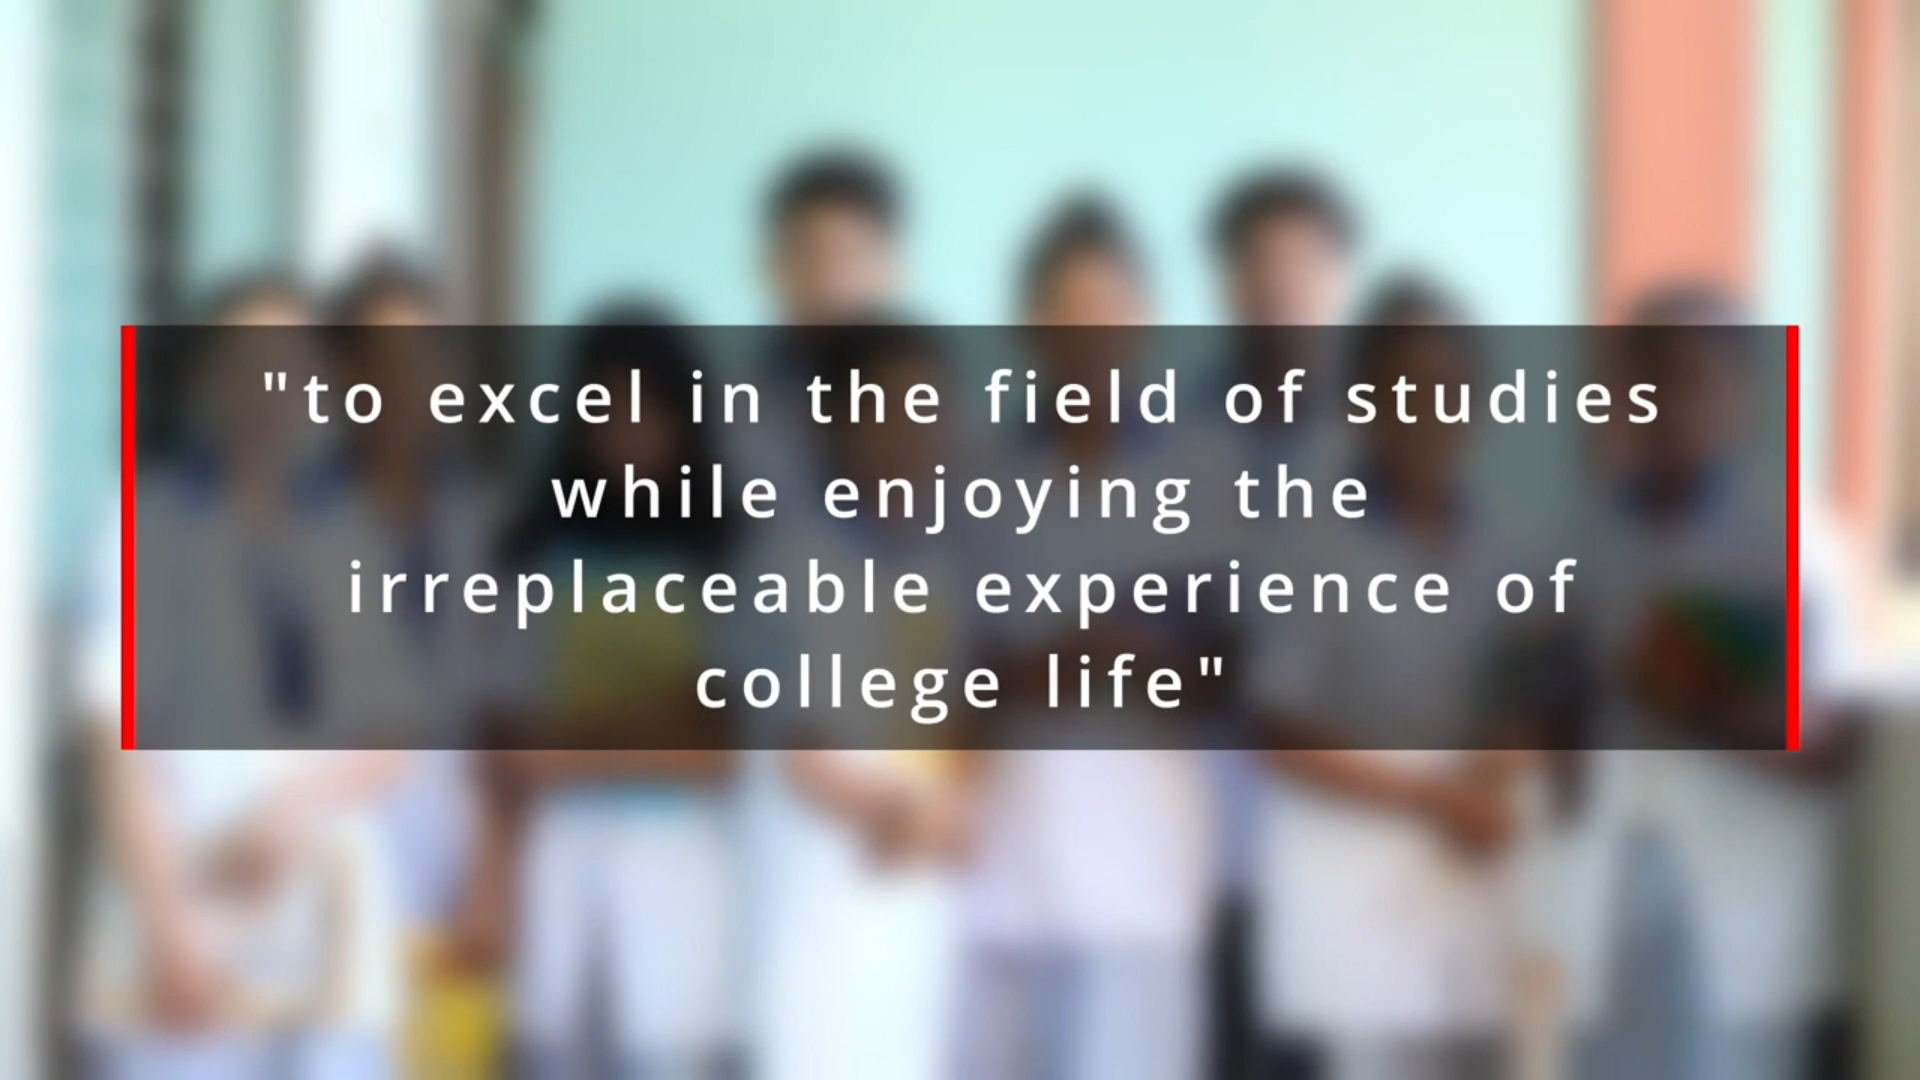 "to excel in the field of studies
while enjoying the
irreplaceable experience of
college life"